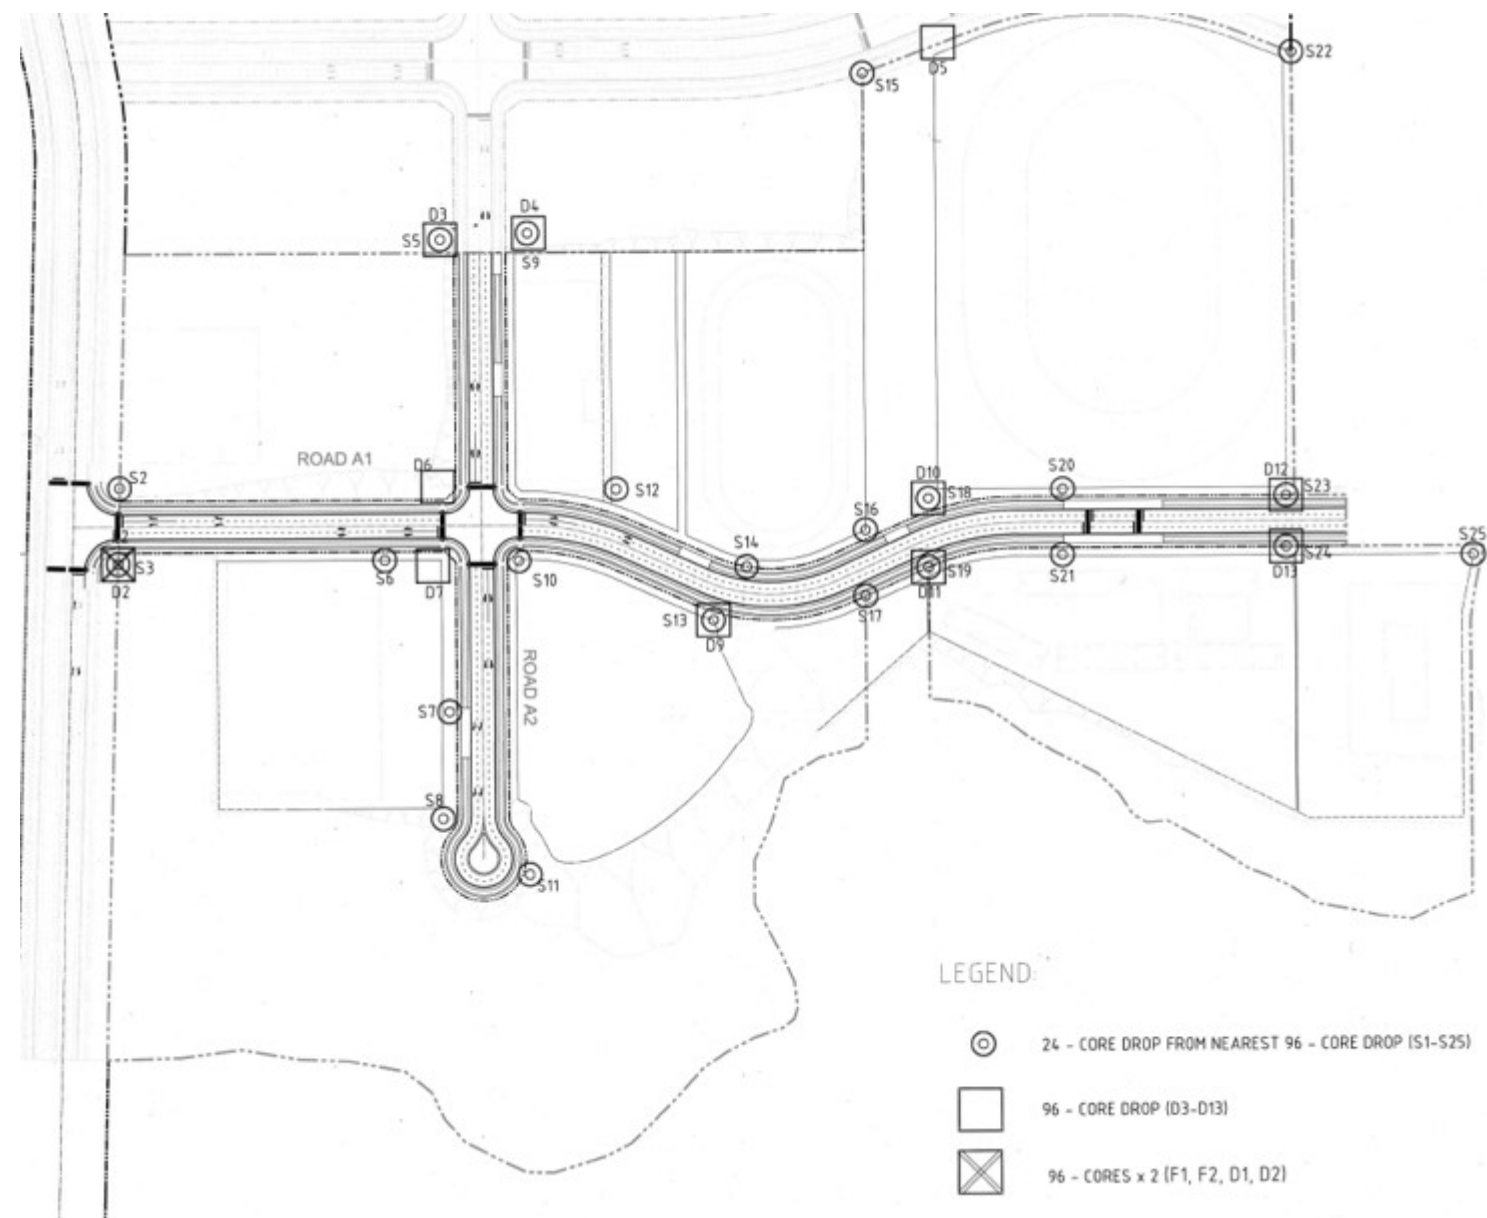 S22
D5
S15
D3
D4
S5
S9
ROAD A1
D6
S2
S12
D10
S18
S20
D12
S23
S16
S14
S3
D2
S6
D7
S10
S19
D11
S21
S24
D13
S25
S13
D9
S17
ROAD A2
S7
S8
S11
LEGEND:
24 - CORE DROP FROM NEAREST 96 - CORE DROP (S1-S25)
96 - CORE DROP (D3-D13)
96 - CORES x 2 (F1, F2, D1, D2)